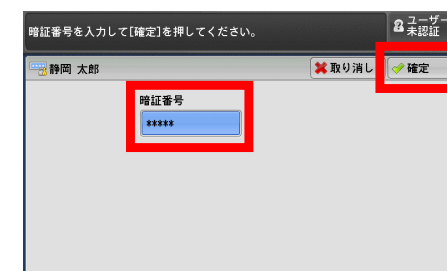 暗証番号を入力して[確定]を押してください。
ユーザー
未認証
静岡 太郎
取り消し
確定
暗証番号
*****